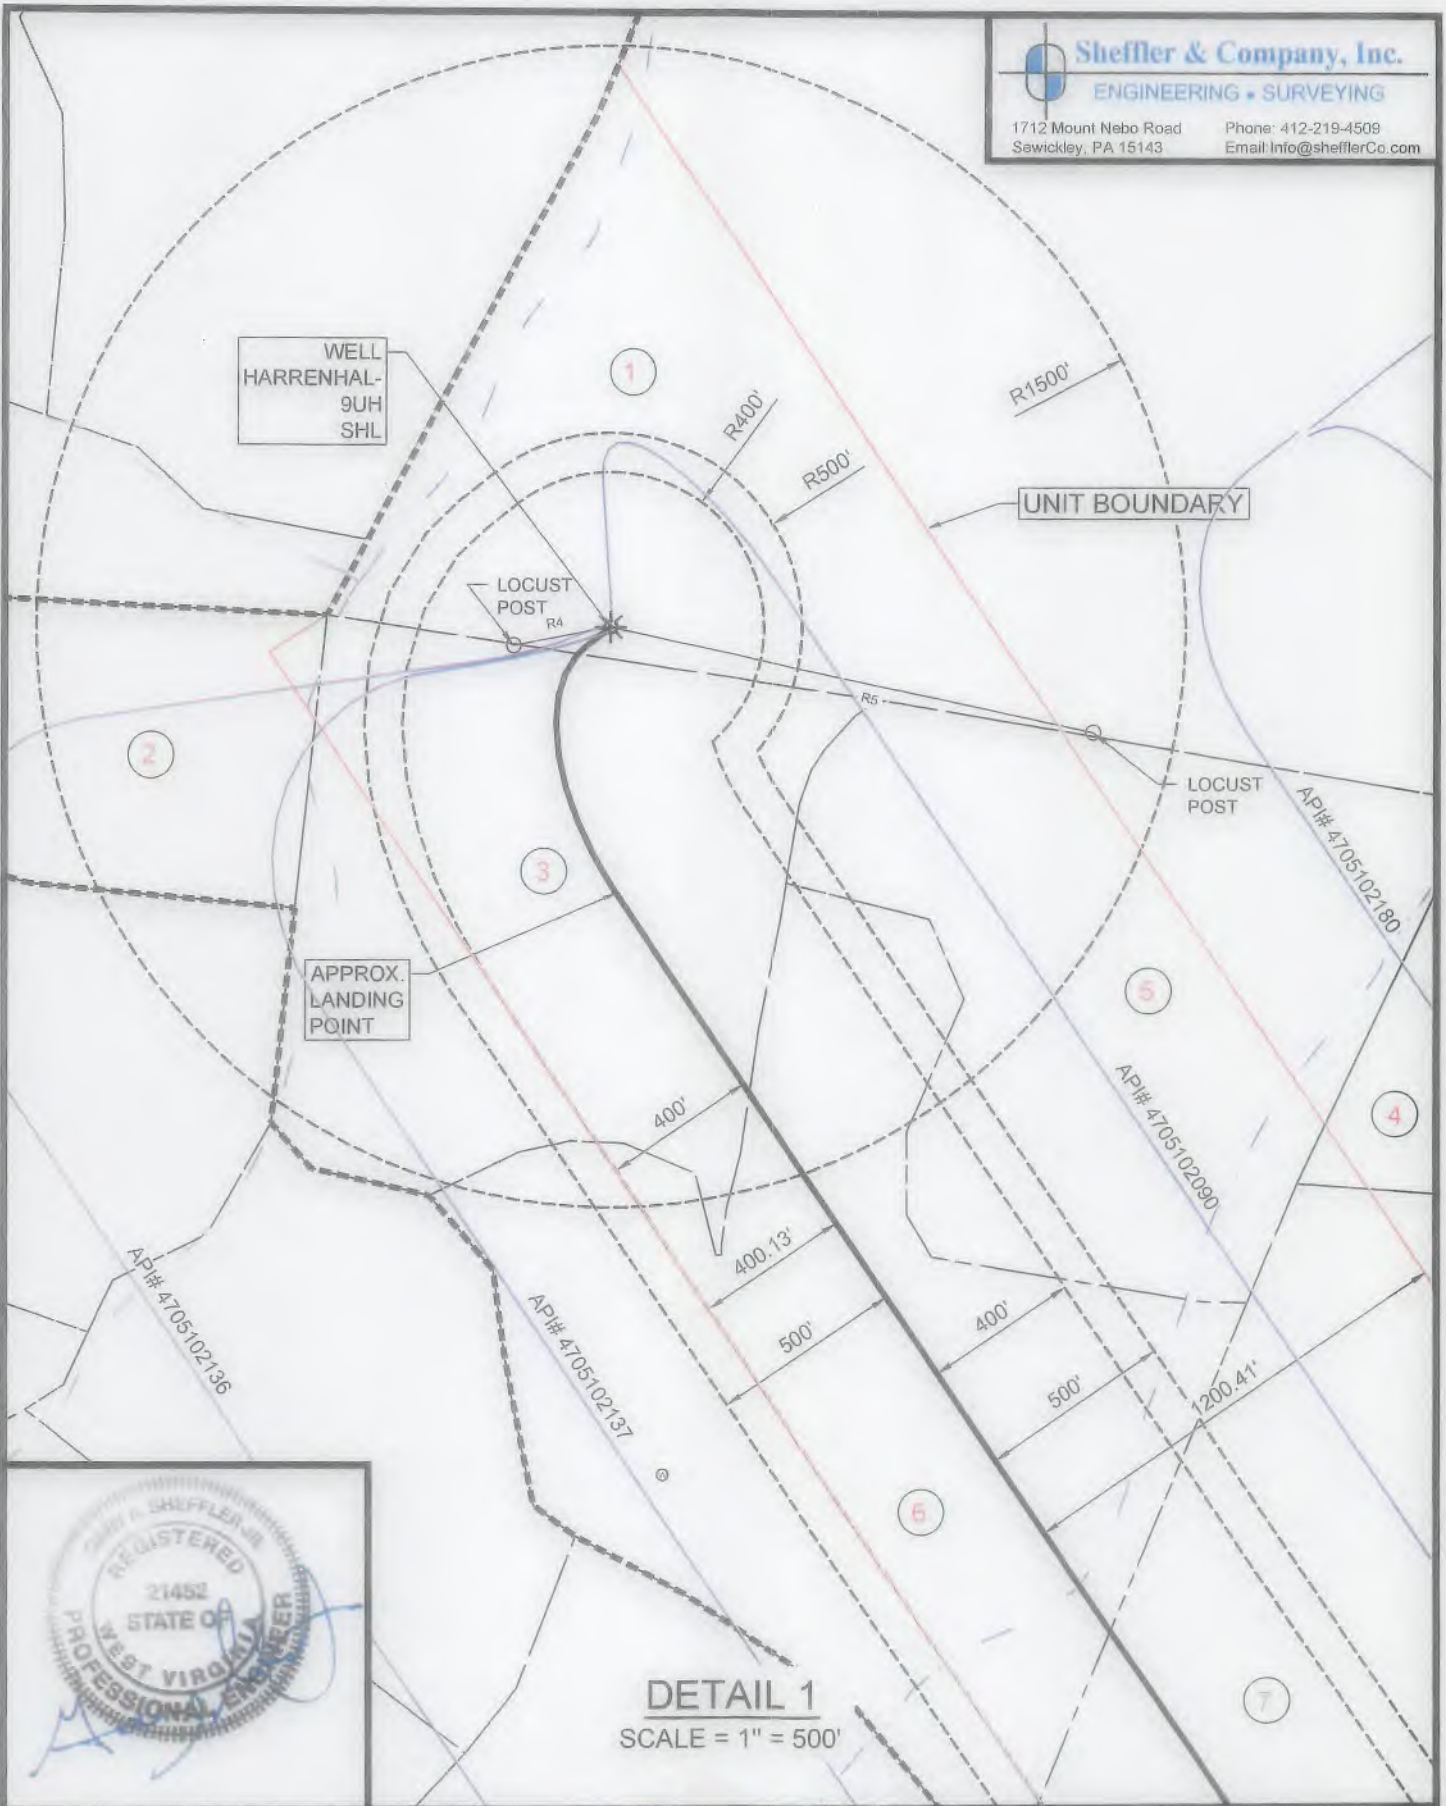 Sheffler & Company, Inc.
ENGINEERING • SURVEYING
1712 Mount Nebo Road
Sewickley, PA 15143
Phone: 412-219-4509
Email:Info@shefflerCo.com
WELL
HARRENHAL-
9UH
SHL
1
R400'
R500'
R1500'
UNIT BOUNDARY
LOCUST
POST
R4
R5
LOCUST
POST
2
3
API# 4705102180
APPROX.
LANDING
POINT
5
4
400'
API# 4705102090
400.13'
500'
400'
500'
1200.41'
API# 4705102136
API# 4705102137
6
7
SHEFFLER JR
REGISTERED
21452
STATE OF
WEST VIRGINIA
PROFESSIONAL ENGINEER
DETAIL 1
SCALE = 1" = 500'